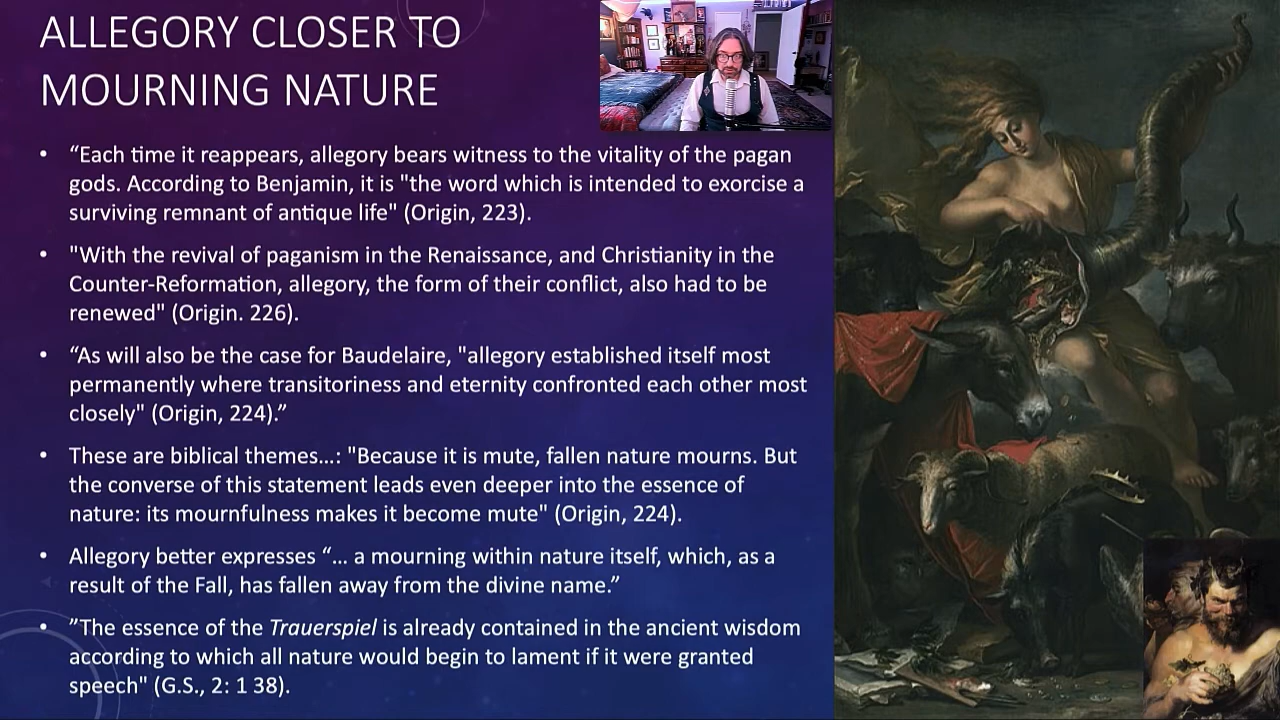 ALLEGORY CLOSER TO
MOURNING NATURE
• “Each time it reappears, allegory bears witness to the vitality of the pagan
gods. According to Benjamin, it is "the word which is intended to exorcise a
surviving remnant of antique life" (Origin, 223).
• "With the revival of paganism in the Renaissance, and Christianity in the
Counter-Reformation, allegory, the form of their conflict, also had to be
renewed" (Origin. 226).
• “As will also be the case for Baudelaire, "allegory established itself most
permanently where transitoriness and eternity confronted each other most
closely" (Origin, 224).”
• These are biblical themes…: "Because it is mute, fallen nature mourns. But
the converse of this statement leads even deeper into the essence of
nature: its mournfulness makes it become mute" (Origin, 224).
• Allegory better expresses “… a mourning within nature itself, which, as a
result of the Fall, has fallen away from the divine name.”
• ”The essence of the Trauerspiel is already contained in the ancient wisdom
according to which all nature would begin to lament if it were granted
speech" (G.S., 2: 1 38).